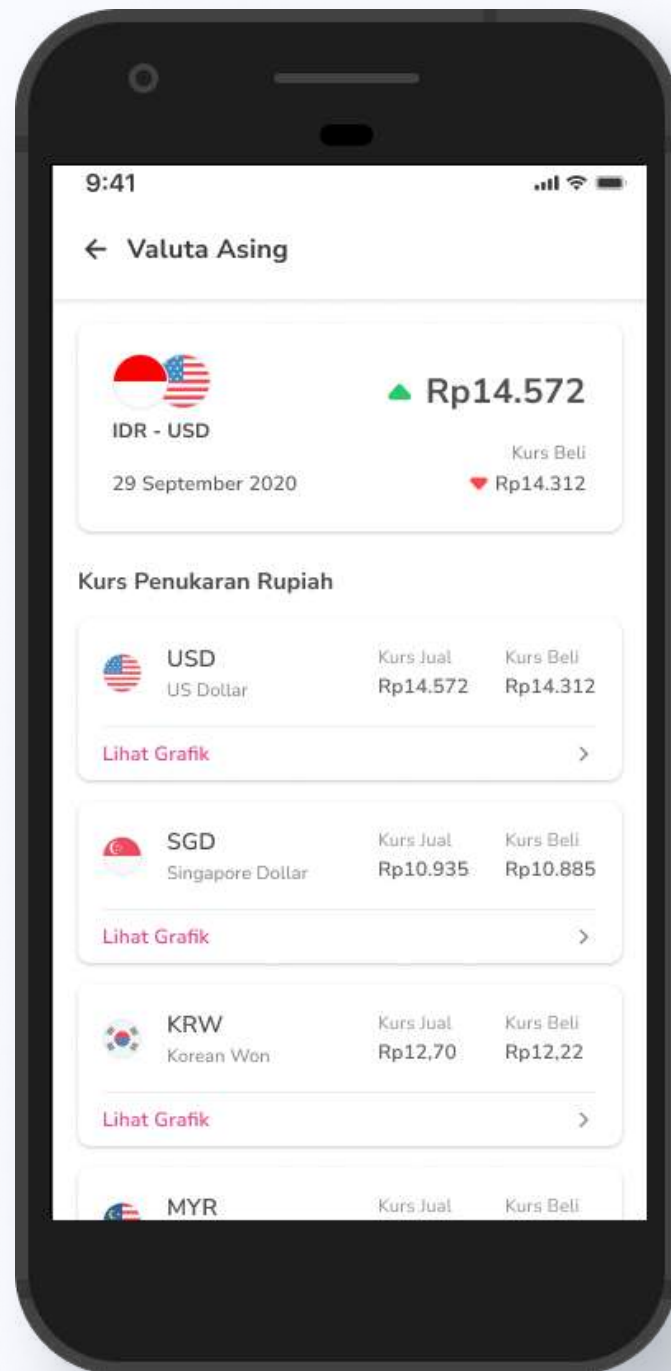 9:41
← Valuta Asing
▲ Rp14.572
IDR - USD
Kurs Beli
29 September 2020 ▼ Rp14.312
Kurs Penukaran Rupiah
USD Kurs Jual Kurs Beli
US Dollar Rp14.572 Rp14.312
Lihat Grafik >
SGD Kurs Jual Kurs Beli
Singapore Dollar Rp10.935 Rp10.885
Lihat Grafik >
KRW Kurs Jual Kurs Beli
Korean Won Rp12,70 Rp12,22
Lihat Grafik >
MYR Kurs Jual Kurs Beli